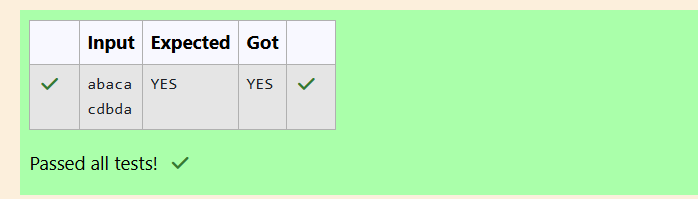 Input Expected Got
abaca YES YES
cdbda
Passed all tests!